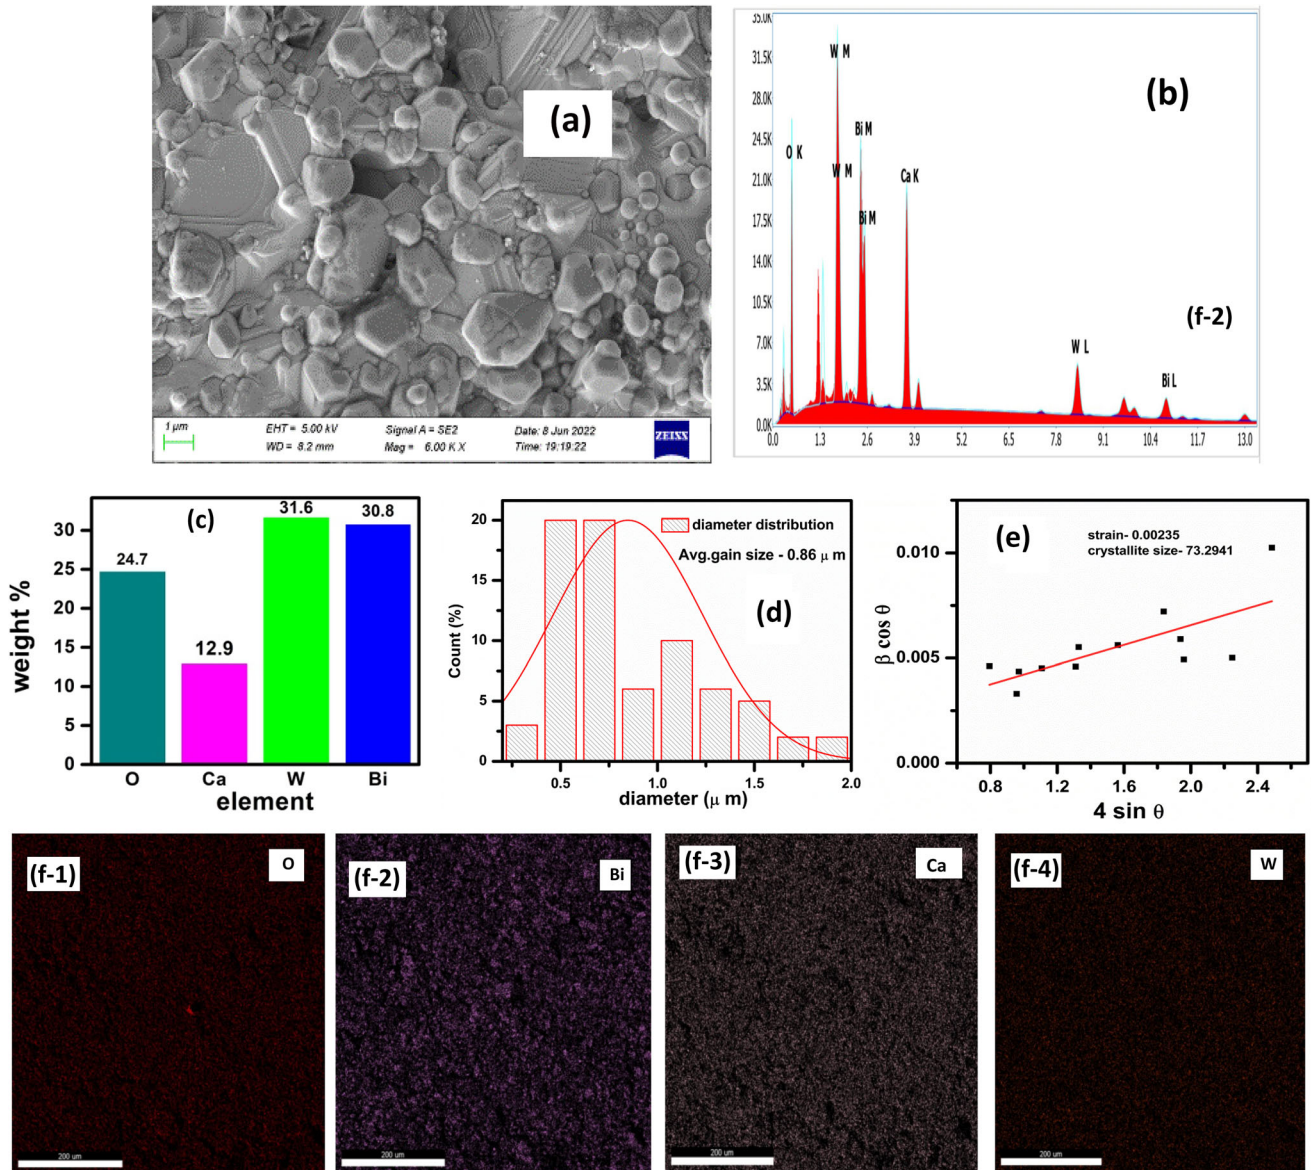 (a)
1 µm
EHT = 5.00 kV
Signal A = SE2
Date: 8 Jun 2022
WD = 8.2 mm
Mag = 6.00 K X
Time: 19:19:22
ZEISS
35.0K
31.5K
28.0K
24.5K
21.0K
17.5K
14.0K
10.5K
7.0K
3.5K
0.0K
W M
(b)
Bi M
O K
W M
Ca K
Bi M
(f-2)
W L
Bi L
0.0 1.3 2.6 3.9 5.2 6.5 7.8 9.1 10.4 11.7 13.0
(c)
weight %
30
25
20
15
10
5
0
24.7
12.9
31.6
30.8
O Ca W Bi
element
Count (%)
20
15
10
5
0
diameter distribution
Avg.gain size - 0.86 µ m
(d)
0.5 1.0 1.5 2.0
diameter (µ m)
(e)
strain- 0.00235
crystallite size- 73.2941
β cos θ
0.010
0.005
0.000
0.8 1.2 1.6 2.0 2.4
4 sin θ
(f-1)
O
200 um
(f-2)
Bi
200 um
(f-3)
Ca
200 um
(f-4)
W
200 um